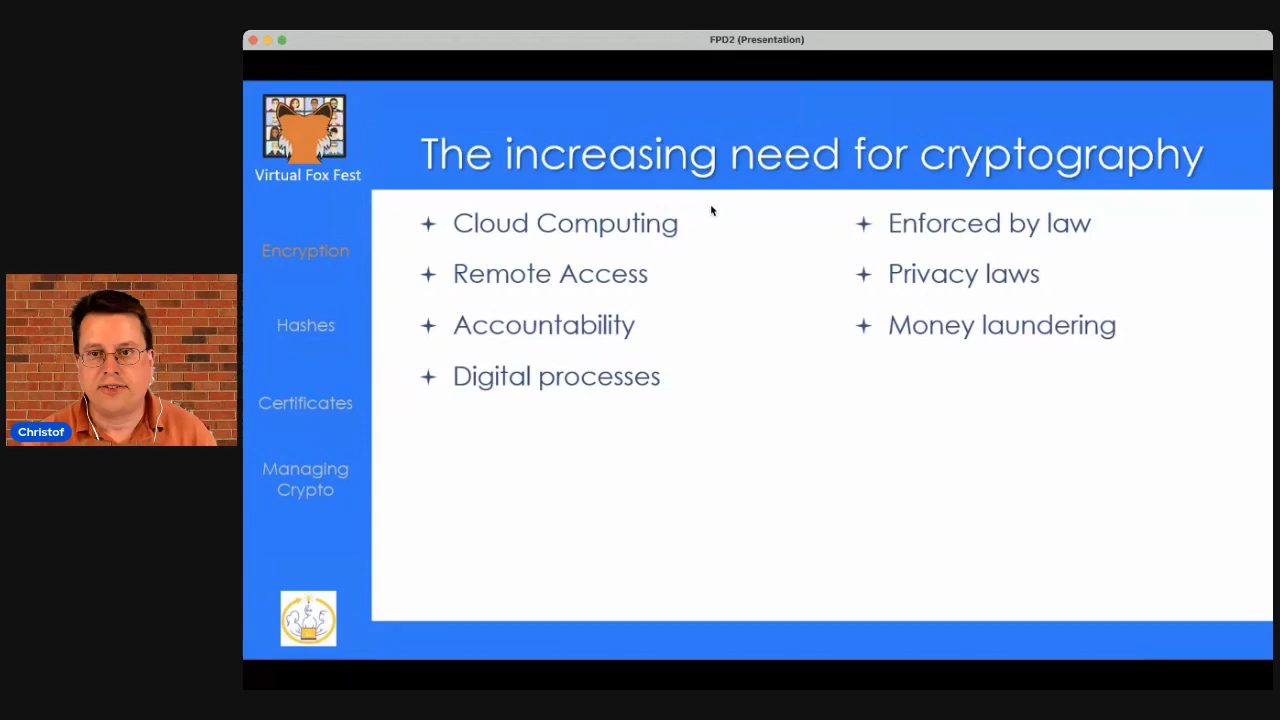 FPD2 (Presentation)
Virtual Fox Fest
The increasing need for cryptography
Encryption
Hashes
Certificates
Managing
Crypto
Cloud Computing
Remote Access
Accountability
Digital processes
Enforced by law
Privacy laws
Money laundering
Christof